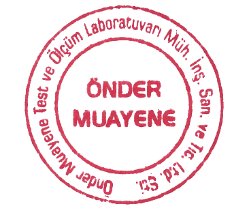 Önder Muayene Test ve Ölçüm Laboratuvarı Müh. İnş. San. ve Tic. Ltd. Şti.
ÖNDER
MUAYENE